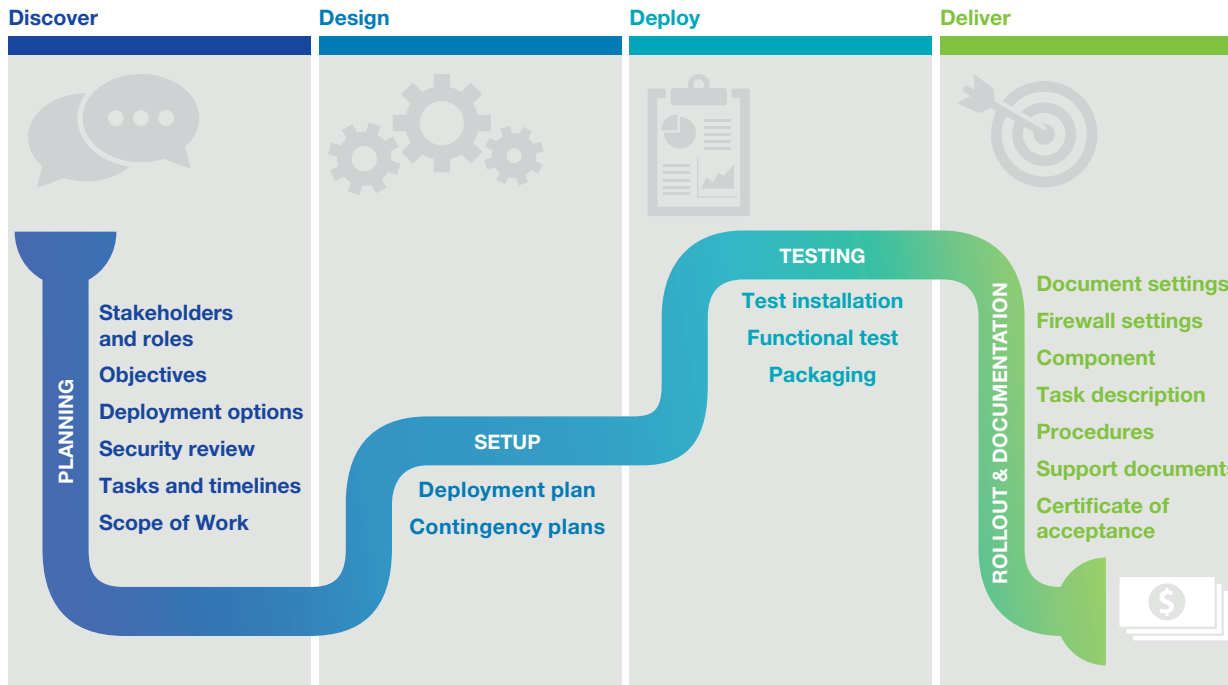 Discover
PLANNING
Stakeholders
and roles
Objectives
Deployment options
Security review
Tasks and timelines
Scope of Work
Design
SETUP
Deployment plan
Contingency plans
Deploy
TESTING
Test installation
Functional test
Packaging
Deliver
ROLLOUT & DOCUMENTATION
Document settings
Firewall settings
Component
Task description
Procedures
Support documents
Certificate of
acceptance
$